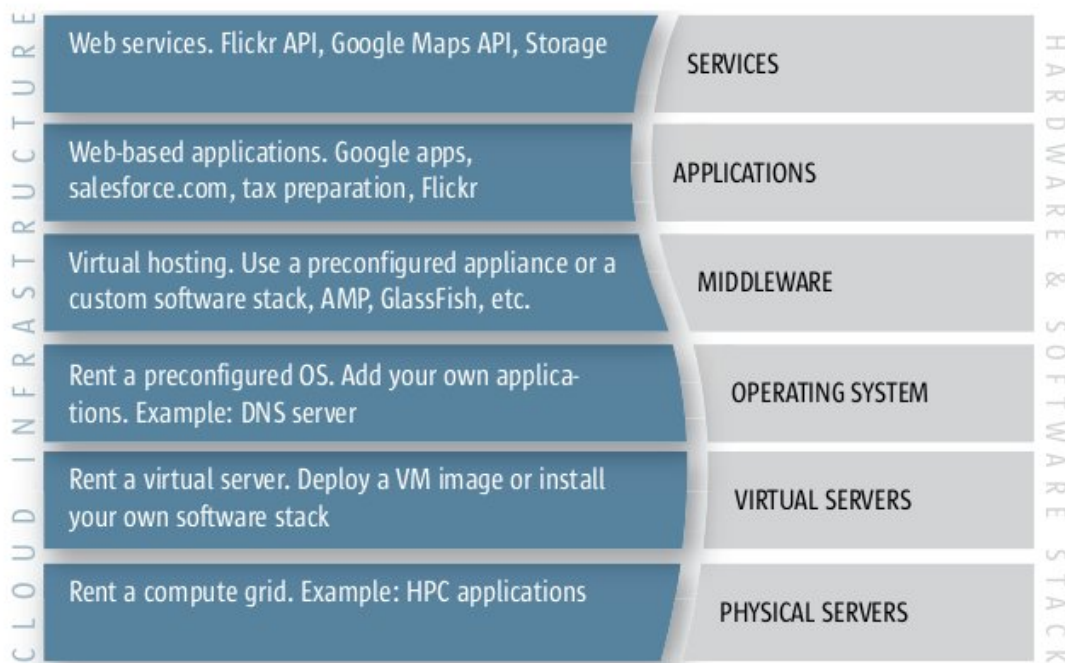 CLOUD INFRASTRUCTURE
Web services. Flickr API, Google Maps API, Storage
SERVICES
Web-based applications. Google apps,
salesforce.com, tax preparation, Flickr
APPLICATIONS
Virtual hosting. Use a preconfigured appliance or a
custom software stack, AMP, GlassFish, etc.
MIDDLEWARE
Rent a preconfigured OS. Add your own applica-
tions. Example: DNS server
OPERATING SYSTEM
Rent a virtual server. Deploy a VM image or install
your own software stack
VIRTUAL SERVERS
Rent a compute grid. Example: HPC applications
PHYSICAL SERVERS
HARDWARE & SOFTWARE STACK